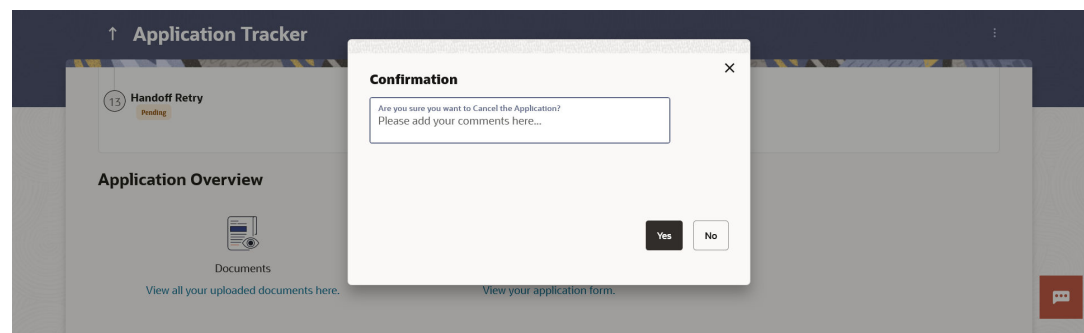 ↑ Application Tracker
13 Handoff Retry
Pending
Confirmation
Are you sure you want to Cancel the Application?
Please add your comments here...
Yes No
Application Overview
Documents
View all your uploaded documents here.
View your application form.